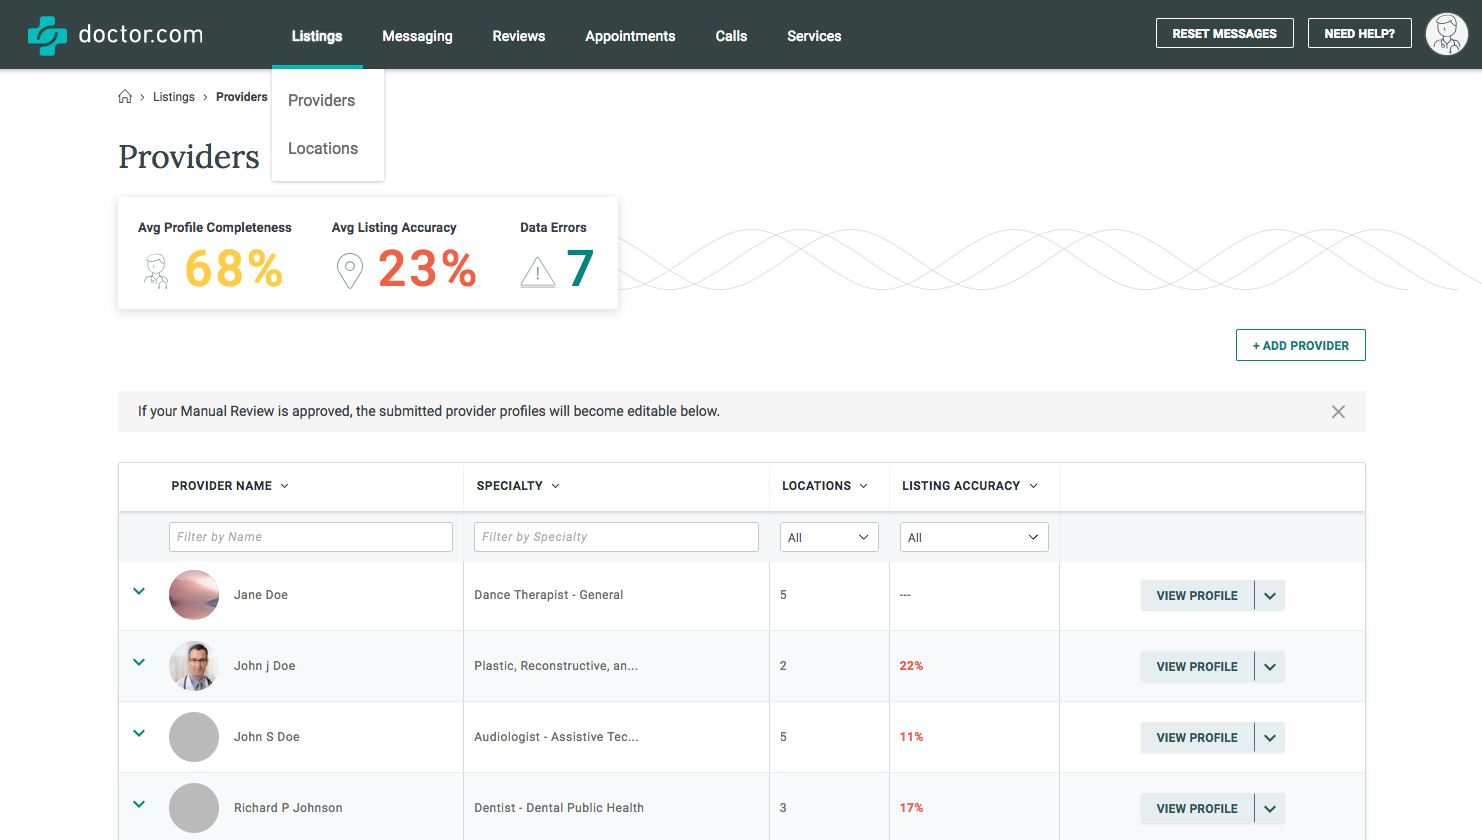 doctor.com
Listings Messaging Reviews Appointments Calls Services
RESET MESSAGES NEED HELP?
Listings > Providers
Providers
Locations
Providers
Avg Profile Completeness Avg Listing Accuracy Data Errors
68% 23% 7
+ ADD PROVIDER
If your Manual Review is approved, the submitted provider profiles will become editable below.
PROVIDER NAME SPECIALTY LOCATIONS LISTING ACCURACY
Filter by Name Filter by Specialty All All
Jane Doe Dance Therapist - General 5 --- VIEW PROFILE
John j Doe Plastic, Reconstructive, an... 2 22% VIEW PROFILE
John S Doe Audiologist - Assistive Tec... 5 11% VIEW PROFILE
Richard P Johnson Dentist - Dental Public Health 3 17% VIEW PROFILE